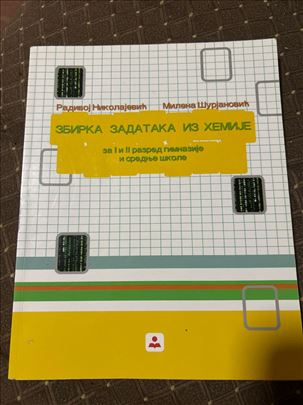 Радивој Николајевић Милена Шурјановић
ЗБИРКА ЗАДАТАКА ИЗ ХЕМИЈЕ
за I и II разред гимназије
и средње школе